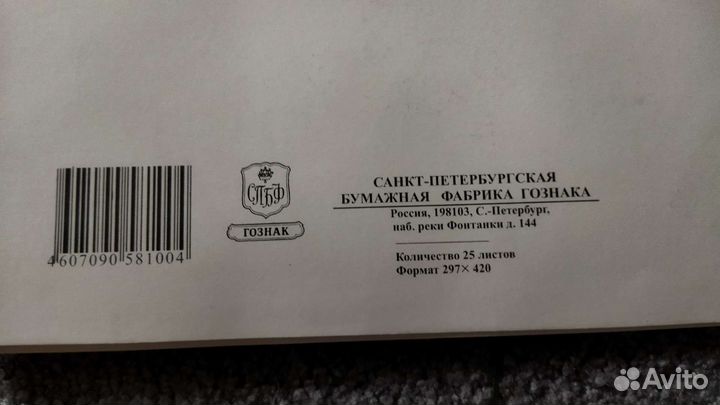 4607090 581004
СПБФ
ГОЗНАК
САНКТ-ПЕТЕРБУРГСКАЯ
БУМАЖНАЯ ФАБРИКА ГОЗНАКА
Россия, 198103, С.-Петербург,
наб. реки Фонтанки д. 144
Количество 25 листов
Формат 297× 420
Avito